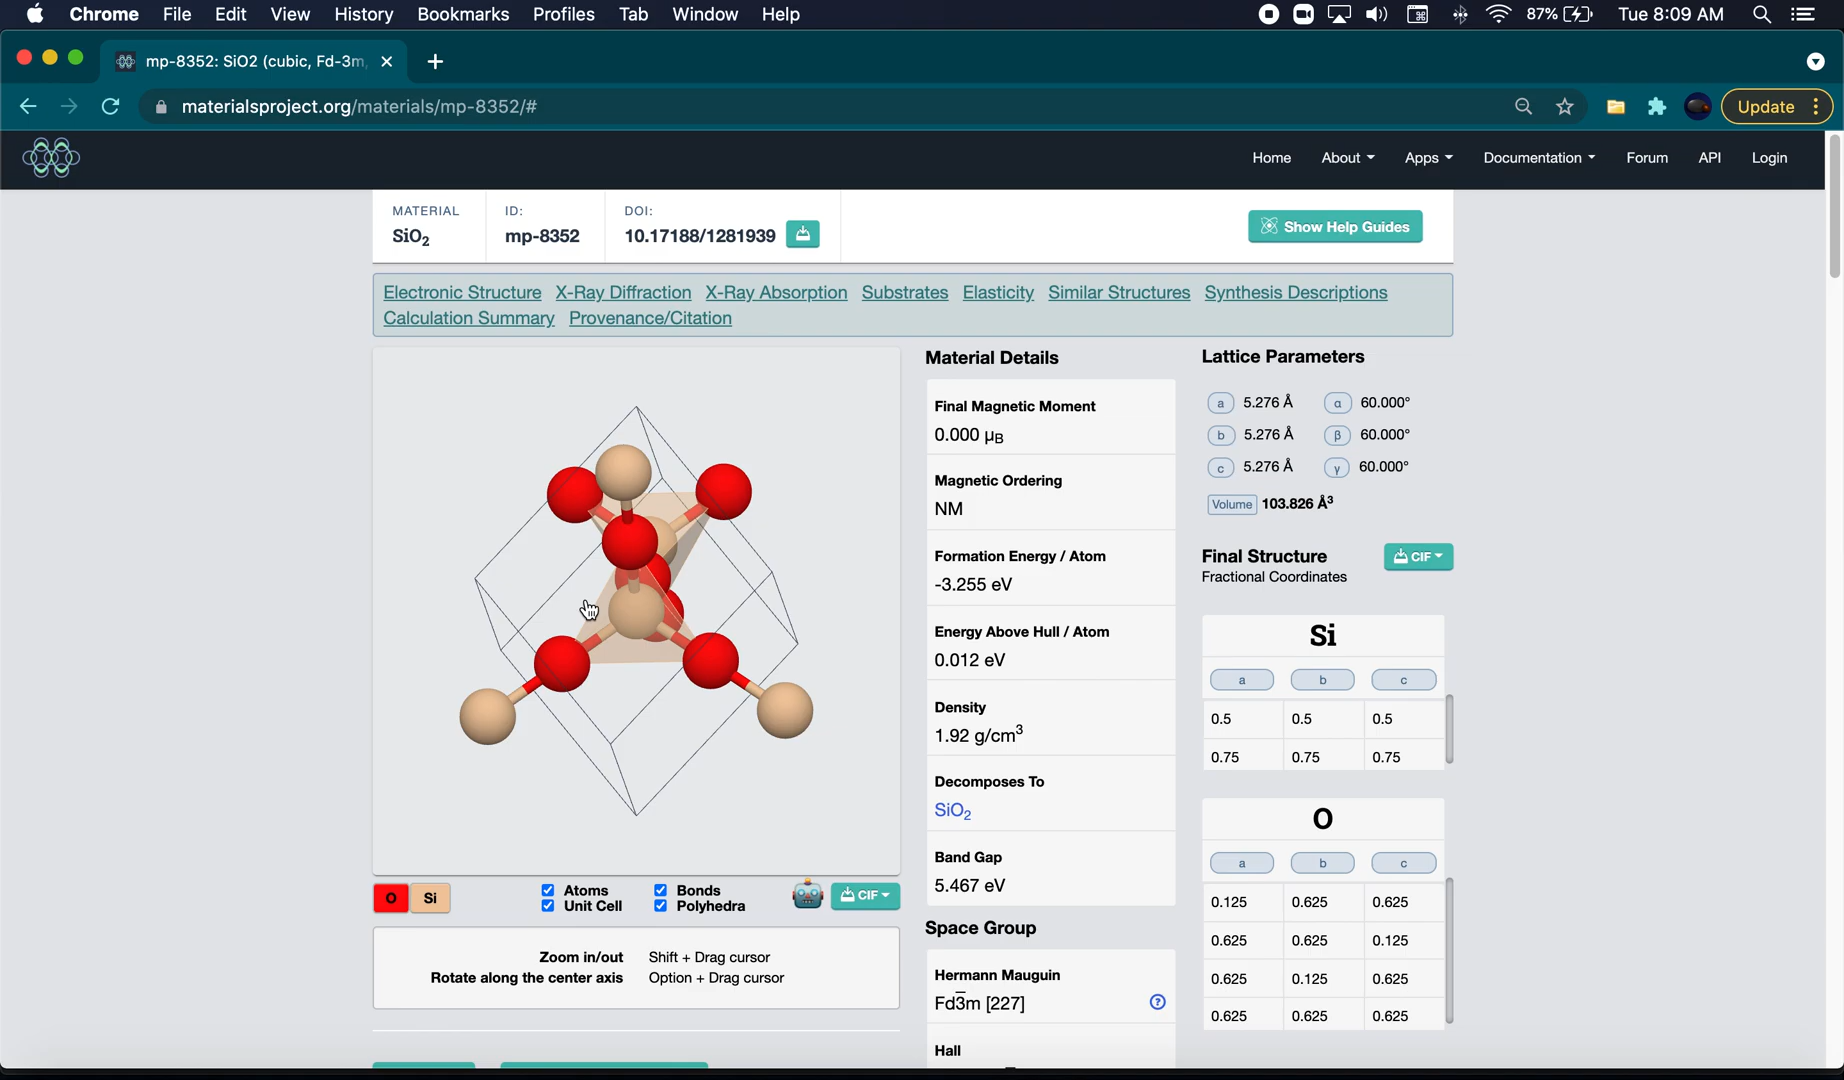 Chrome File Edit View History Bookmarks Profiles Tab Window Help 87% Tue 8:09 AM
mp-8352: SiO2 (cubic, Fd-3m,
materialsproject.org/materials/mp-8352/# Update
Home About Apps Documentation Forum API Login
MATERIAL ID: DOI:
SiO₂ mp-8352 10.17188/1281939 Show Help Guides
Electronic Structure X-Ray Diffraction X-Ray Absorption Substrates Elasticity Similar Structures Synthesis Descriptions
Calculation Summary Provenance/Citation
O Si
Atoms Bonds
Unit Cell Polyhedra
CIF
Zoom in/out Shift + Drag cursor
Rotate along the center axis Option + Drag cursor
Material Details
Final Magnetic Moment
0.000 μB
Magnetic Ordering
NM
Formation Energy / Atom
-3.255 eV
Energy Above Hull / Atom
0.012 eV
Density
1.92 g/cm³
Decomposes To
SiO₂
Band Gap
5.467 eV
Space Group
Hermann Mauguin
Fd3̅m [227] ?
Hall
Lattice Parameters
a 5.276 Å α 60.000°
b 5.276 Å β 60.000°
c 5.276 Å γ 60.000°
Volume 103.826 Å³
Final Structure CIF
Fractional Coordinates
Si
a b c
0.5 0.5 0.5
0.75 0.75 0.75
O
a b c
0.125 0.625 0.625
0.625 0.625 0.125
0.625 0.125 0.625
0.625 0.625 0.625